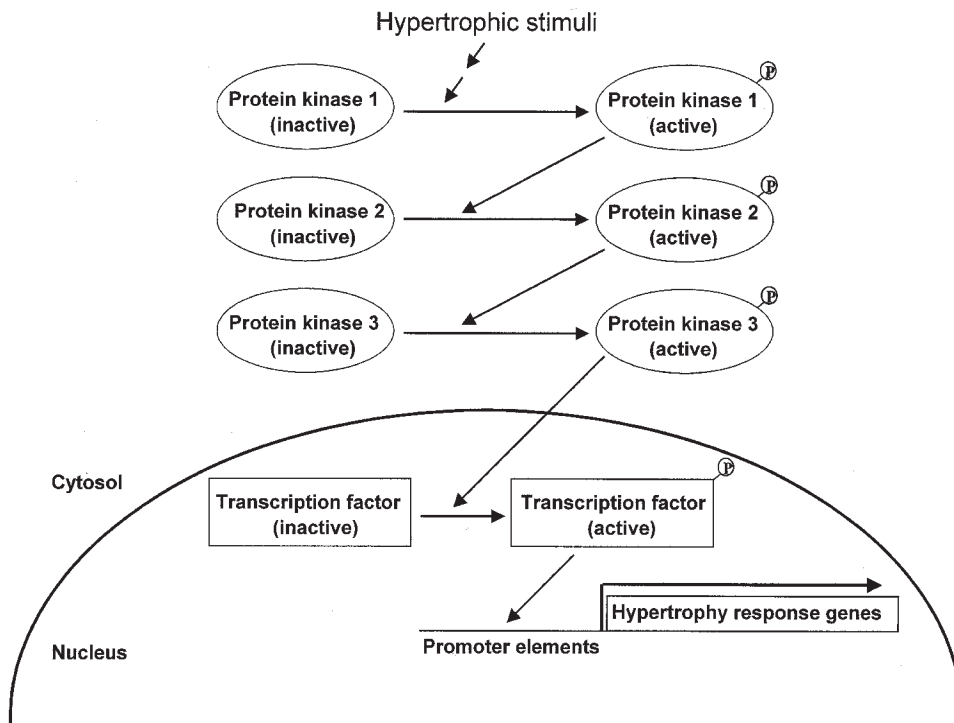 Hypertrophic stimuli
P
Protein kinase 1
(inactive)
Protein kinase 1
(active)
P
Protein kinase 2
(inactive)
Protein kinase 2
(active)
P
Protein kinase 3
(inactive)
Protein kinase 3
(active)
Cytosol
P
Transcription factor
(inactive)
Transcription factor
(active)
Hypertrophy response genes
Promoter elements
Nucleus